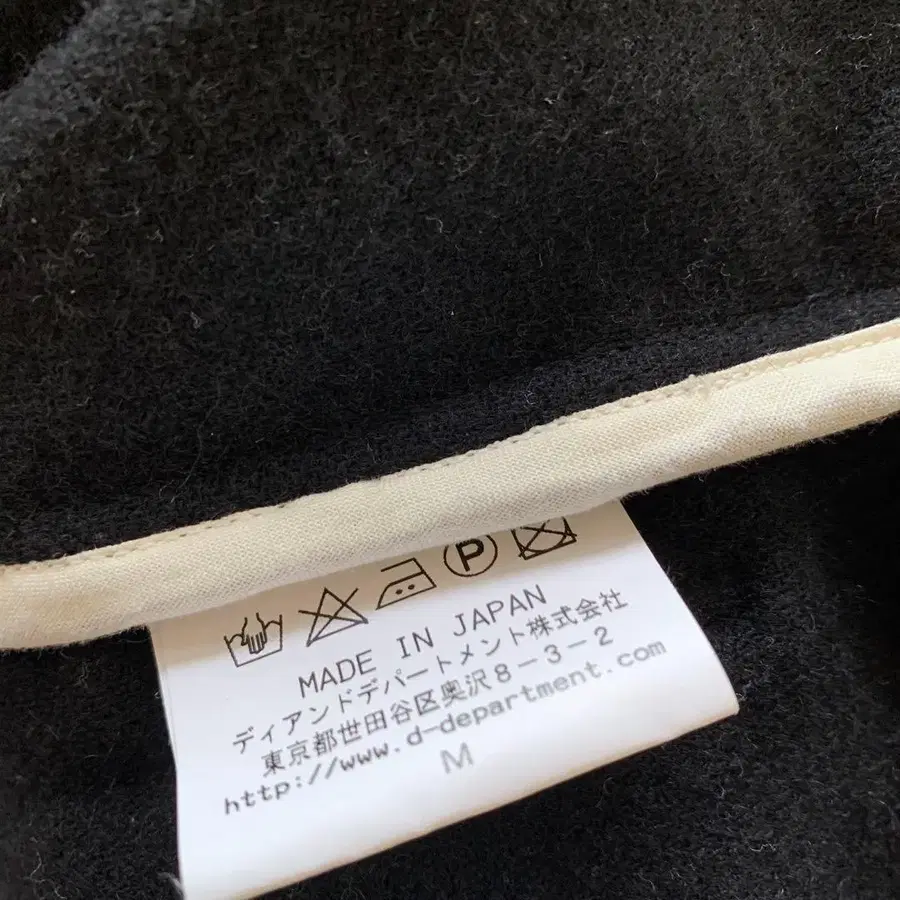 P
MADE IN JAPAN
ディアンドデパートメント株式会社
東京都世田谷区奥沢8-3-2
http://www.d-department.com
M